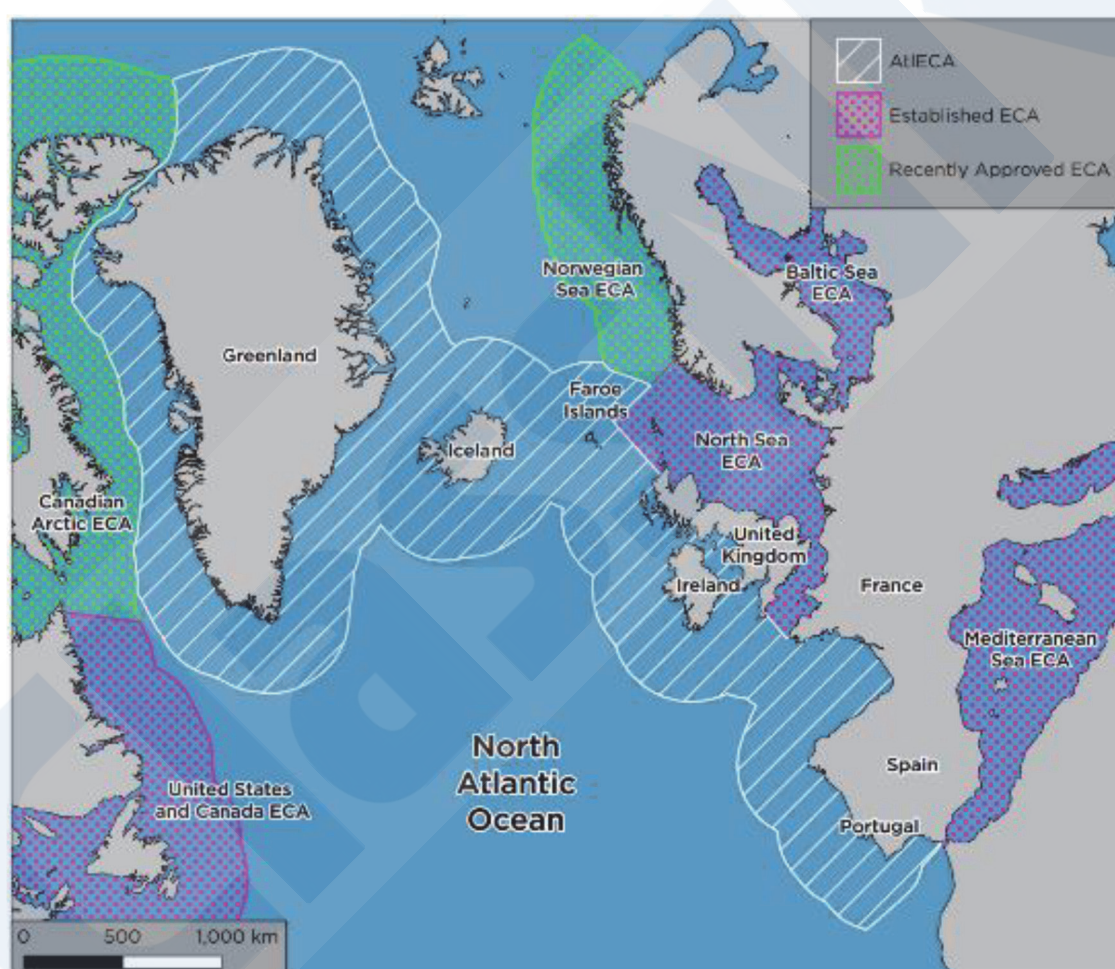 AtlECA
Established ECA
Recently Approved ECA
Norwegian
Sea ECA
Baltic Sea
ECA
Greenland
Faroe
Islands
Iceland
North Sea
ECA
Canadian
Arctic ECA
United
Kingdom
Ireland
France
Mediterranean
Sea ECA
North
Atlantic
Ocean
Spain
United States
and Canada ECA
Portugal
0 500 1,000 km